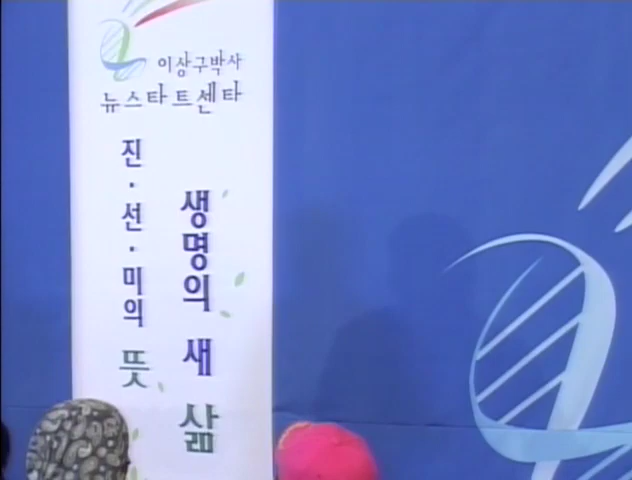 이상구박사
뉴스타트센타
생명의 새 삶
진·선·미의 뜻